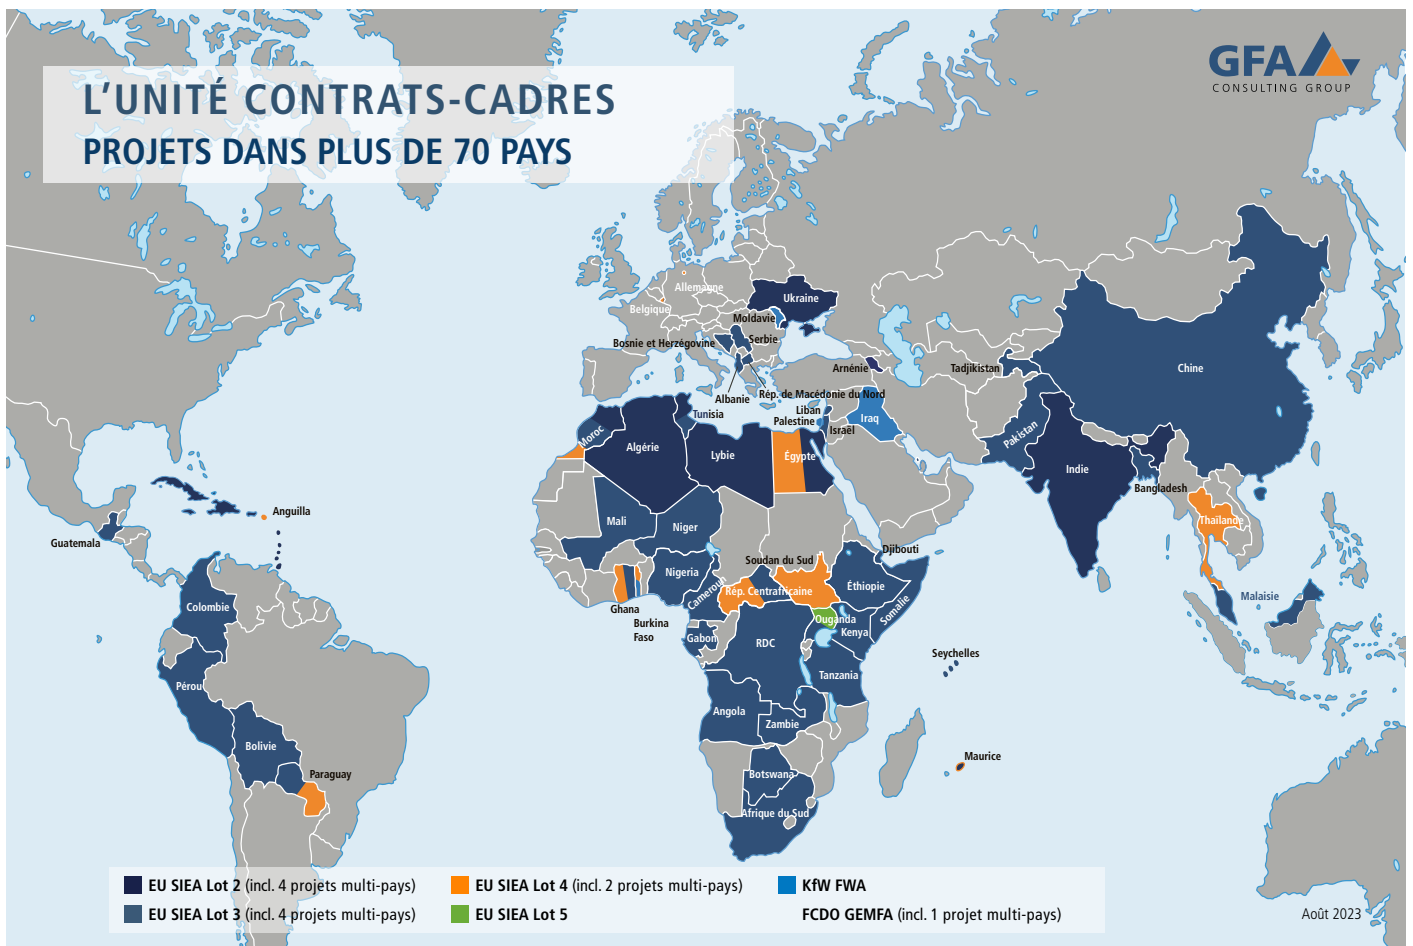 GFA
CONSULTING GROUP
L'UNITÉ CONTRATS-CADRES
PROJETS DANS PLUS DE 70 PAYS
Allemagne
Belgique
Ukraine
Moldavie
Bosnie et Herzégovine
Serbie
Arnénie
Tadjikistan
Chine
Albanie
Rép. de Macédonie du Nord
Tunisia
Liban
Palestine
Israël
Iraq
Moroc
Algérie
Lybie
Égypte
Pakistan
Indie
Bangladesh
Thaïlande
Malaisie
Anguilla
Guatemala
Mali
Niger
Nigeria
Cameroun
Soudan du Sud
Djibouti
Rép. Centrafricaine
Éthiopie
Somalie
Ghana
Burkina
Faso
Gabon
RDC
Ouganda
Kenya
Tanzania
Seychelles
Colombie
Pérou
Bolivie
Paraguay
Angola
Zambie
Botswana
Afrique du Sud
Maurice
EU SIEA Lot 2 (incl. 4 projets multi-pays)
EU SIEA Lot 3 (incl. 4 projets multi-pays)
EU SIEA Lot 4 (incl. 2 projets multi-pays)
EU SIEA Lot 5
KfW FWA
FCDO GEMFA (incl. 1 projet multi-pays)
Août 2023